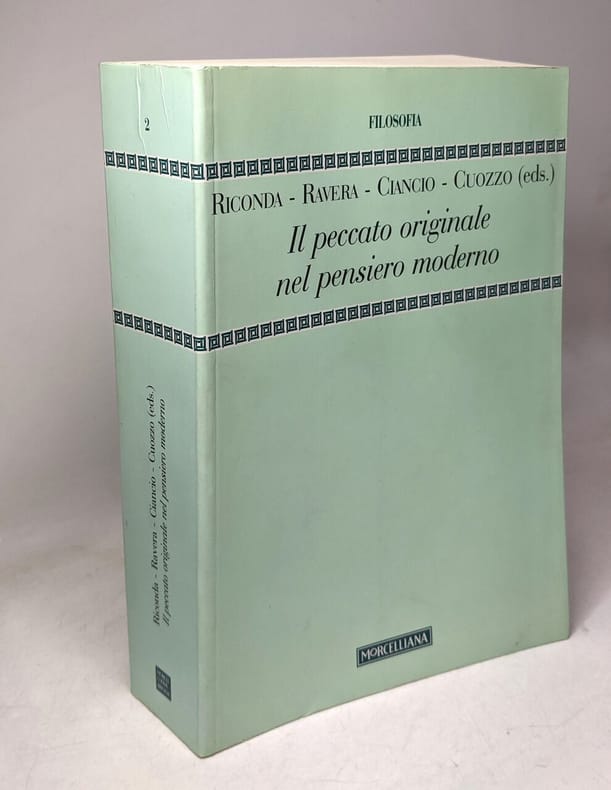 FILOSOFIA
RICONDA - RAVERA - CIANCIO - CUOZZO (eds.)
Il peccato originale
nel pensiero moderno
MORCELLIANA
2
Riconda - Ravera - Ciancio - Cuozzo (eds.)
Il peccato originale nel pensiero moderno